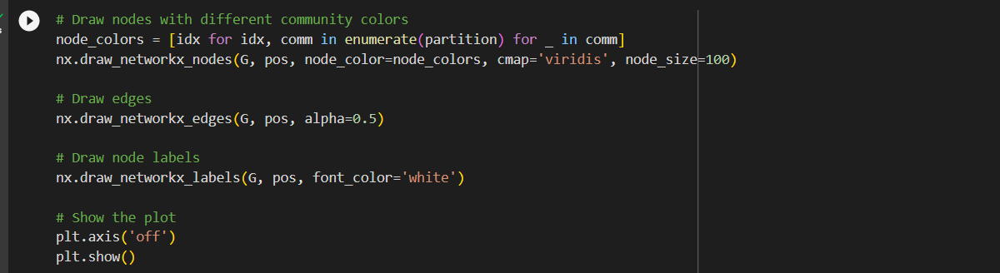 # Draw nodes with different community colors
node_colors = [idx for idx, comm in enumerate(partition) for _ in comm]
nx.draw_networkx_nodes(G, pos, node_color=node_colors, cmap='viridis', node_size=100)
# Draw edges
nx.draw_networkx_edges(G, pos, alpha=0.5)
# Draw node labels
nx.draw_networkx_labels(G, pos, font_color='white')
# Show the plot
plt.axis('off')
plt.show()